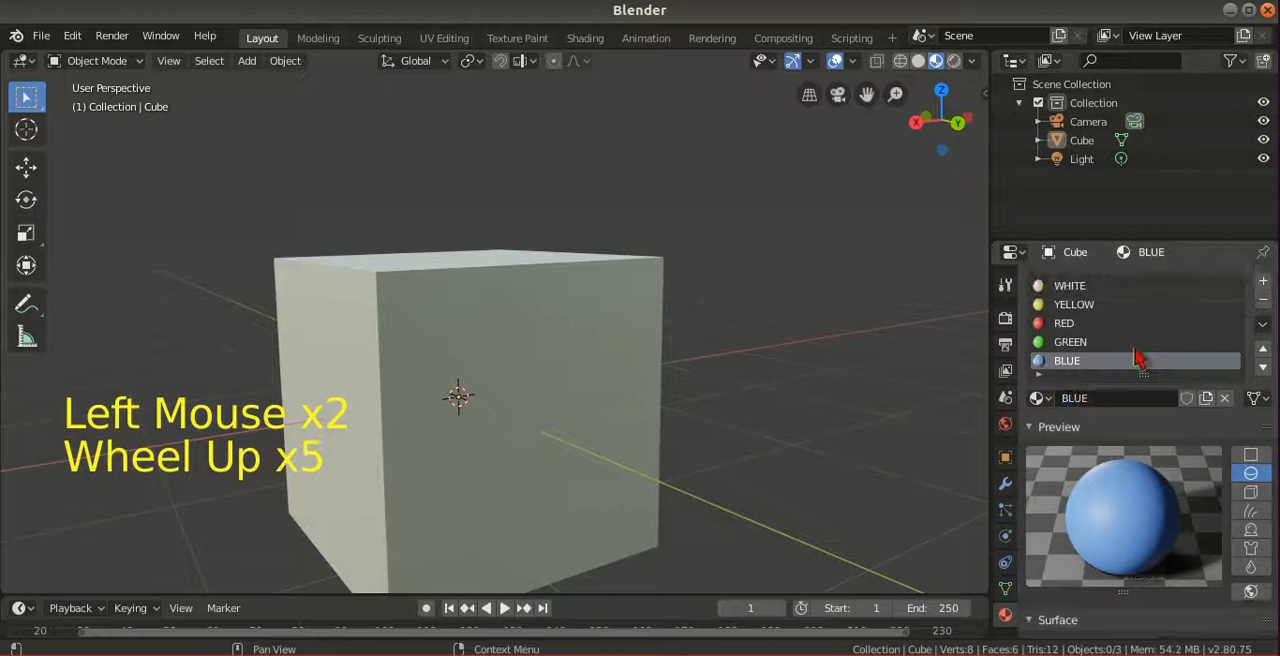 Blender
File Edit Render Window Help
Layout Modeling Sculpting UV Editing Texture Paint Shading Animation Rendering Compositing Scripting +
Scene
View Layer
Object Mode View Select Add Object
Global
User Perspective
(1) Collection | Cube
Z
X
Y
Scene Collection
Collection
Camera
Cube
Light
Cube
BLUE
WHITE
YELLOW
RED
GREEN
BLUE
BLUE
Preview
Surface
Left Mouse x2
Wheel Up x5
Playback Keying View Marker
1
Start: 1
End: 250
20
230
Pan View
Context Menu
Collection | Cube | Verts:8 | Faces:6 | Tris:12 | Objects:0/3 | Mem: 54.2 MB | v2.80.75